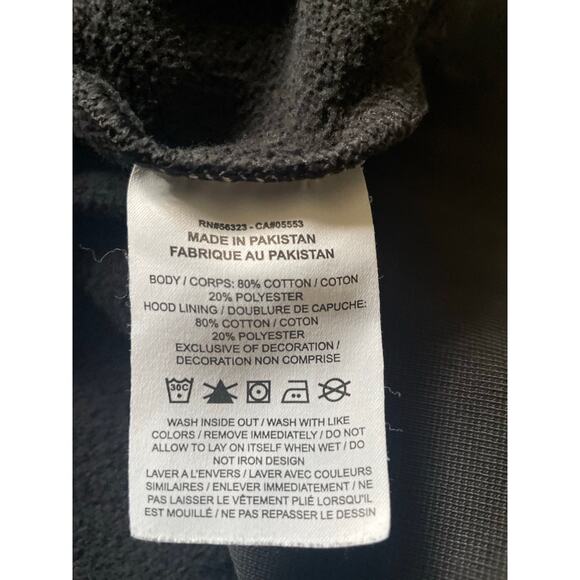 RN#56323 - CA#05553
MADE IN PAKISTAN
FABRIQUE AU PAKISTAN
BODY / CORPS: 80% COTTON / COTON
20% POLYESTER
HOOD LINING / DOUBLURE DE CAPUCHE:
80% COTTON / COTON
20% POLYESTER
EXCLUSIVE OF DECORATION /
DECORATION NON COMPRISE
30C
WASH INSIDE OUT / WASH WITH LIKE
COLORS / REMOVE IMMEDIATELY / DO NOT
ALLOW TO LAY ON ITSELF WHEN WET / DO
NOT IRON DESIGN
LAVER A L'ENVERS / LAVER AVEC COULEURS
SIMILAIRES / ENLEVER IMMEDIATEMENT / NE
PAS LAISSER LE VÊTEMENT PLIÉ LORSQU'IL
EST MOUILLÉ / NE PAS REPASSER LE DESSIN